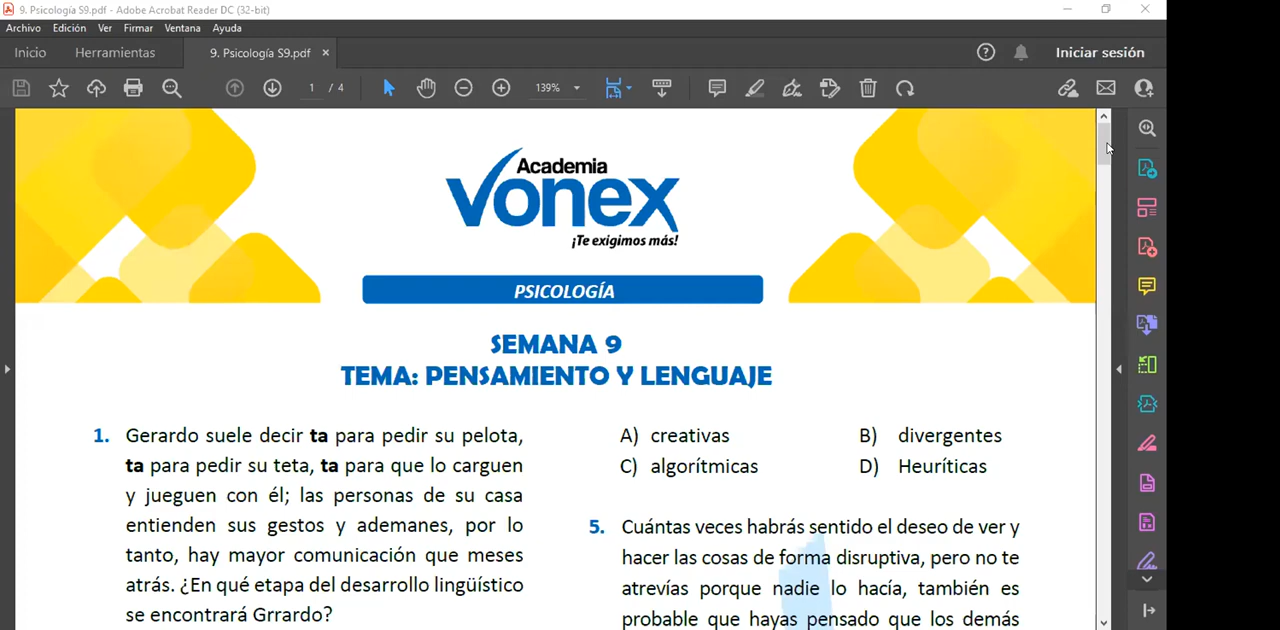 9. Psicología S9.pdf - Adobe Acrobat Reader DC (32-bit)
Archivo Edición Ver Firmar Ventana Ayuda
Inicio Herramientas 9. Psicología S9.pdf × Iniciar sesión
1 / 4 139%
Academia
Vonex
¡Te exigimos más!
PSICOLOGÍA
SEMANA 9
TEMA: PENSAMIENTO Y LENGUAJE
1. Gerardo suele decir ta para pedir su pelota,
ta para pedir su teta, ta para que lo carguen
y jueguen con él; las personas de su casa
entienden sus gestos y ademanes, por lo
tanto, hay mayor comunicación que meses
atrás. ¿En qué etapa del desarrollo lingüístico
se encontrará Grrardo?
A) creativas B) divergentes
C) algorítmicas D) Heuríticas
5. Cuántas veces habrás sentido el deseo de ver y
hacer las cosas de forma disruptiva, pero no te
atrevías porque nadie lo hacía, también es
probable que hayas pensado que los demás